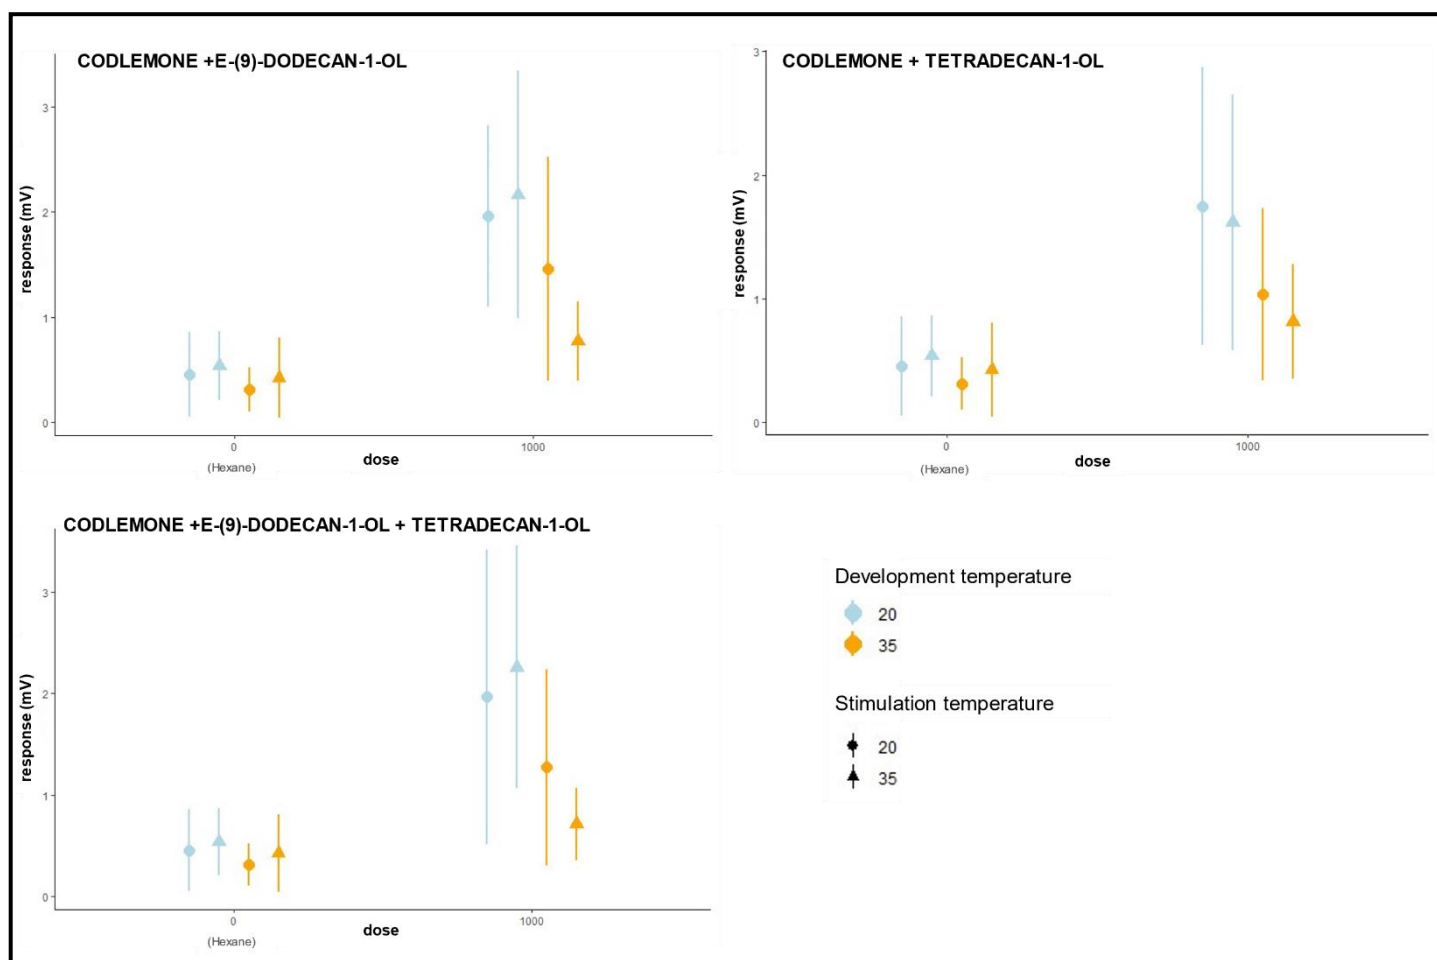 CODLEMONE +E-(9)-DODECAN-1-OL
response (mV)
3
2
1
0
0
1000
(Hexane)
dose
CODLEMONE + TETRADECAN-1-OL
response (mV)
3
2
1
0
0
1000
(Hexane)
dose
CODLEMONE +E-(9)-DODECAN-1-OL + TETRADECAN-1-OL
response (mV)
3
2
1
0
0
1000
(Hexane)
dose
Development temperature
20
35
Stimulation temperature
20
35